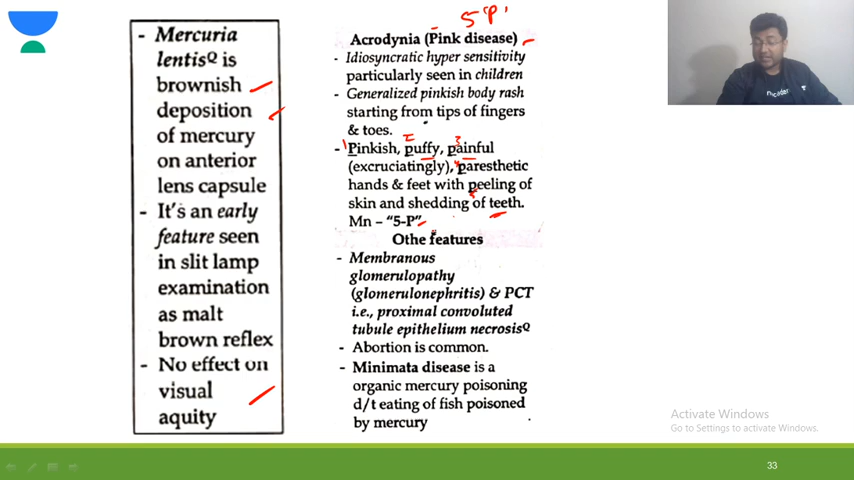 - Mercuria
lentisQ is
brownish
deposition
of mercury
on anterior
lens capsule
- It's an early
feature seen
in slit lamp
examination
as malt
brown reflex
- No effect on
visual
aquity
5 'P'
Acrodynia (Pink disease)
- Idiosyncratic hyper sensitivity
particularly seen in children
- Generalized pinkish body rash
starting from tips of fingers
& toes.
- Pinkish, puffy, painful
(excruciatingly), paresthetic
hands & feet with peeling of
skin and shedding of teeth.
Mn – "5-P"
Othe features
- Membranous
glomerulopathy
(glomerulonephritis) & PCT
i.e., proximal convoluted
tubule epithelium necrosisQ
- Abortion is common.
- Minimata disease is a
organic mercury poisoning
d/t eating of fish poisoned
by mercury
Activate Windows
Go to Settings to activate Windows.
33